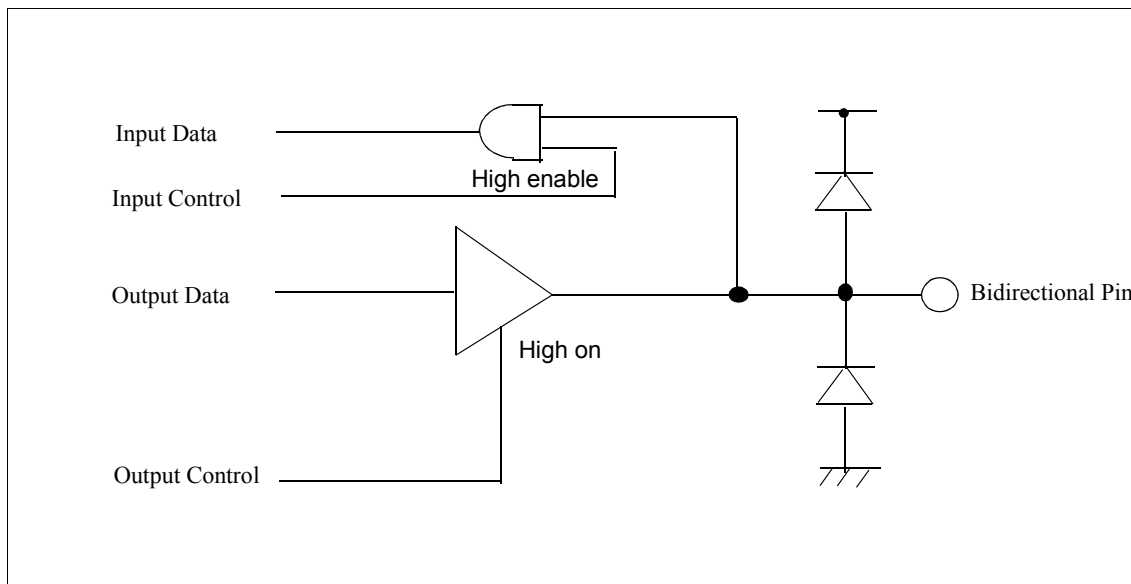 Input Data
High enable
Input Control
Output Data
Bidirectional Pin
High on
Output Control